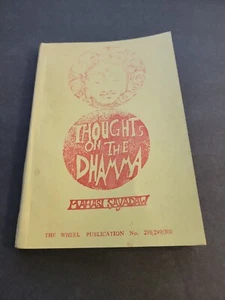 THOUGHTS
ON THE
DHAMMA
MAHASI SAYADAW
THE WHEEL PUBLICATION No. 298/299/300